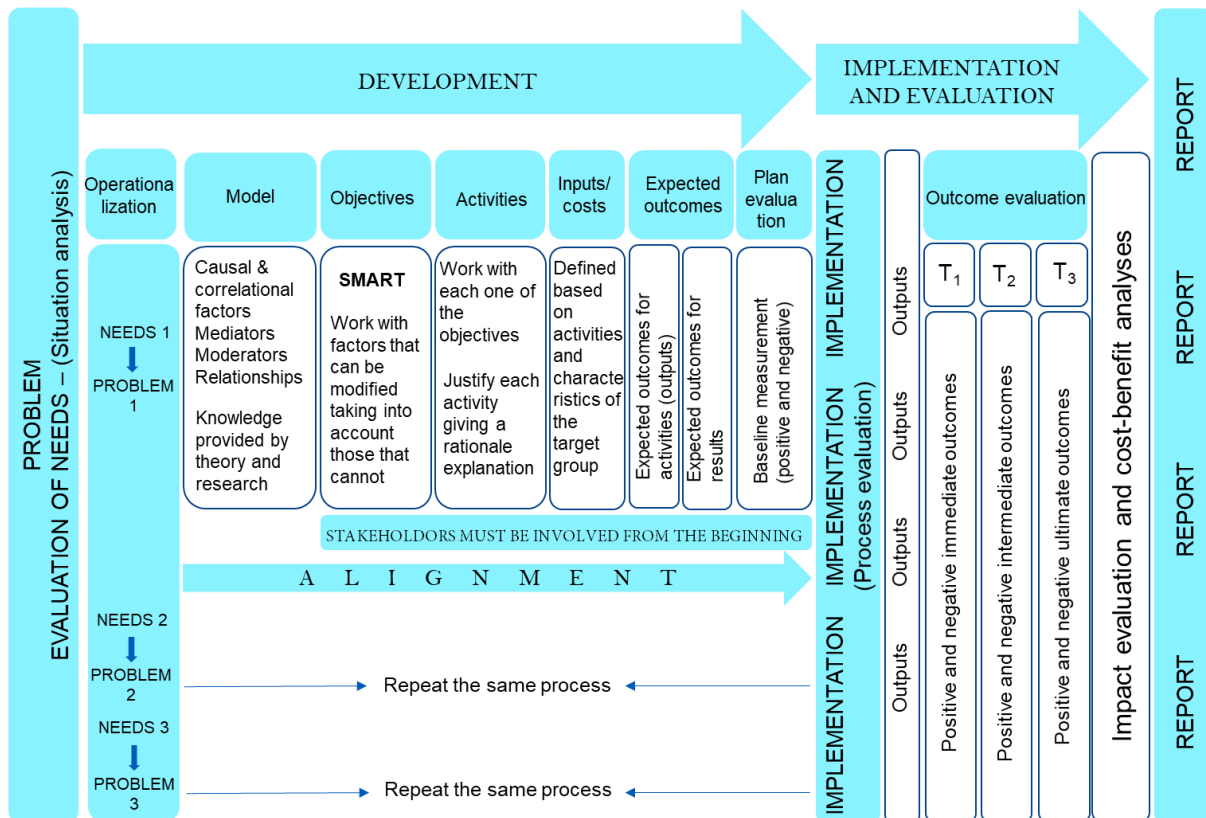 PROBLEM
EVALUATION OF NEEDS – (Situation analysis)
DEVELOPMENT
IMPLEMENTATION
AND EVALUATION
Operationa
lization
Model
Objectives
Activities
Inputs/
costs
Expected
outcomes
Plan
evalua
tion
NEEDS 1
PROBLEM
1
Causal &
correlational
factors
Mediators
Moderators
Relationships
Knowledge
provided by
theory and
research
SMART
Work with
factors that
can be
modified
taking into
account
those that
cannot
Work with
each one of
the
objectives
Justify each
activity
giving a
rationale
explanation
Defined
based
on
activities
and
characte
ristics of
the
target
group
Expected outcomes for
activities (outputs)
Expected outcomes for
results
Baseline measurement
(positive and negative)
STAKEHOLDORS MUST BE INVOLVED FROM THE BEGINNING
A L I G N M E N T
NEEDS 2
PROBLEM
2
Repeat the same process
NEEDS 3
PROBLEM
3
Repeat the same process
IMPLEMENTATION
IMPLEMENTATION
IMPLEMENTATION
IMPLEMENTATION
(Process evaluation)
Outputs
Outputs
Outputs
Outputs
Outcome evaluation
T1
T2
T3
Positive and negative immediate outcomes
Positive and negative intermediate outcomes
Positive and negative ultimate outcomes
Impact evaluation and cost-benefit analyses
REPORT
REPORT
REPORT
REPORT